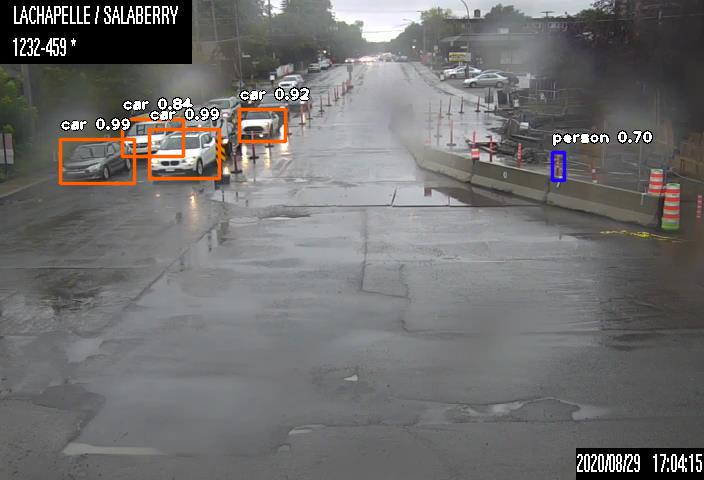 LACHAPELLE / SALABERRY
1232-459 *
car 0.92
car 0.84
car 0.99
car 0.99
person 0.70
2020/08/29 17:04:15